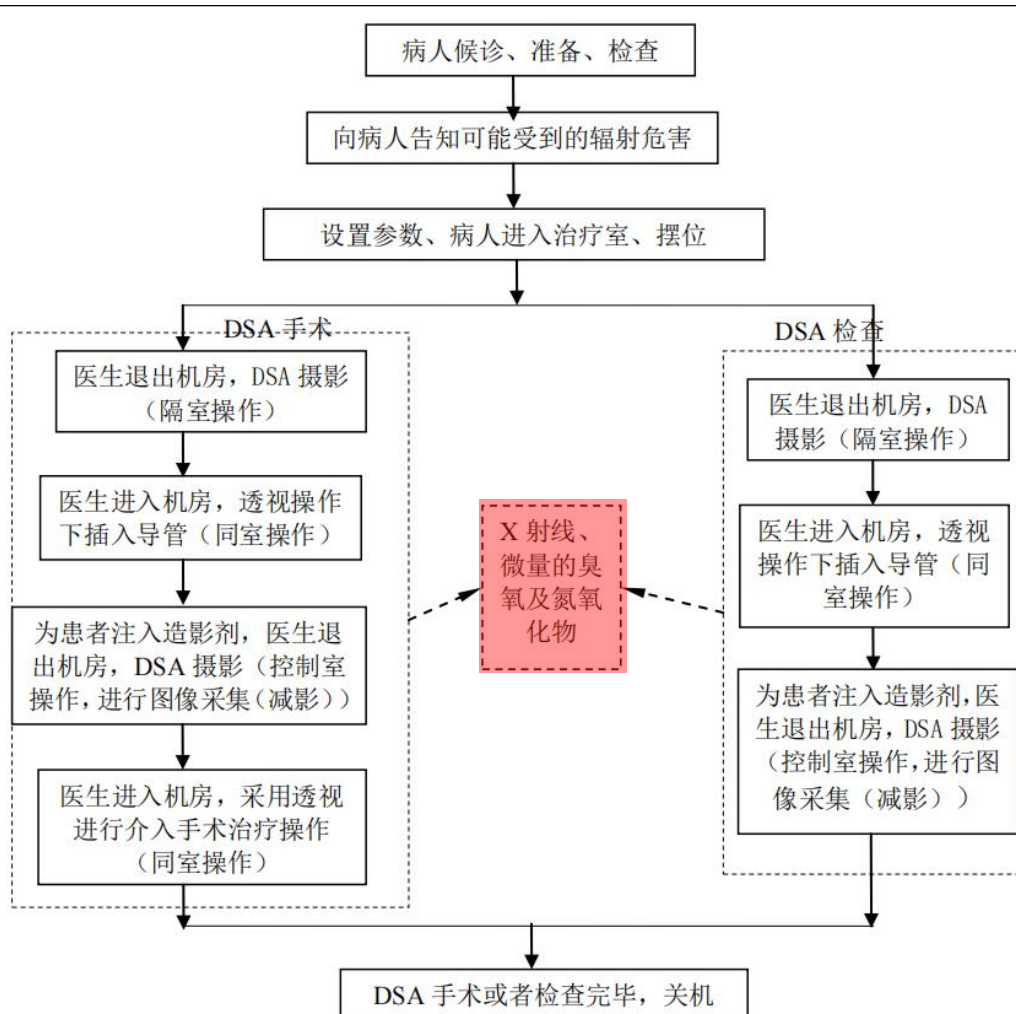 病人候诊、准备、检查
向病人告知可能受到的辐射危害
设置参数、病人进入治疗室、摆位
DSA 手术
医生退出机房，DSA 摄影
（隔室操作）
医生进入机房，透视操作
下插入导管（同室操作）
为患者注入造影剂，医生退
出机房，DSA 摄影（控制室
操作，进行图像采集（减影））
医生进入机房，采用透视
进行介入手术治疗操作
（同室操作）
X 射线、
微量的臭
氧及氮氧
化物
DSA 检查
医生退出机房，DSA
摄影（隔室操作）
医生进入机房，透视
操作下插入导管（同
室操作）
为患者注入造影剂，医
生退出机房，DSA 摄影
（控制室操作，进行图
像采集（减影））
DSA 手术或者检查完毕，关机